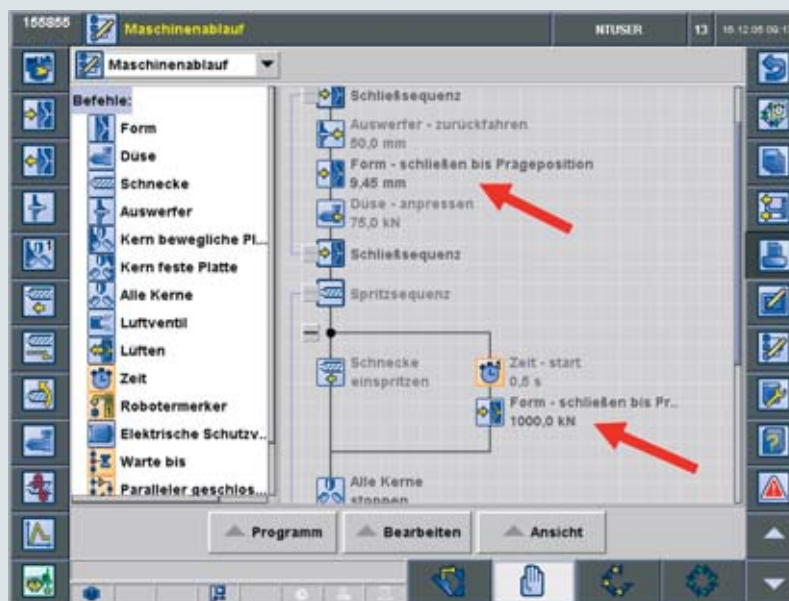 155855
Maschinenablauf
NTUSER
13
Maschinenablauf
Befehle:
Form
Düse
Schnecke
Auswerfer
Kern bewegliche Pl...
Kern feste Platte
Alle Kerne
Luftventil
Lüften
Zeit
Robotermerker
Elektrische Schutzv...
Warte bis
Paralleler geschlos...
Schließsequenz
Auswerfer - zurückfahren
50,0 mm
Form - schließen bis Prägeposition
9,45 mm
Düse - anpressen
75,0 kN
Schließsequenz
Spritzsequenz
Schnecke
einspritzen
Zeit - start
0,5 s
Form - schließen bis Pr..
1000,0 kN
Alle Kerne
stoppen
Programm
Bearbeiten
Ansicht